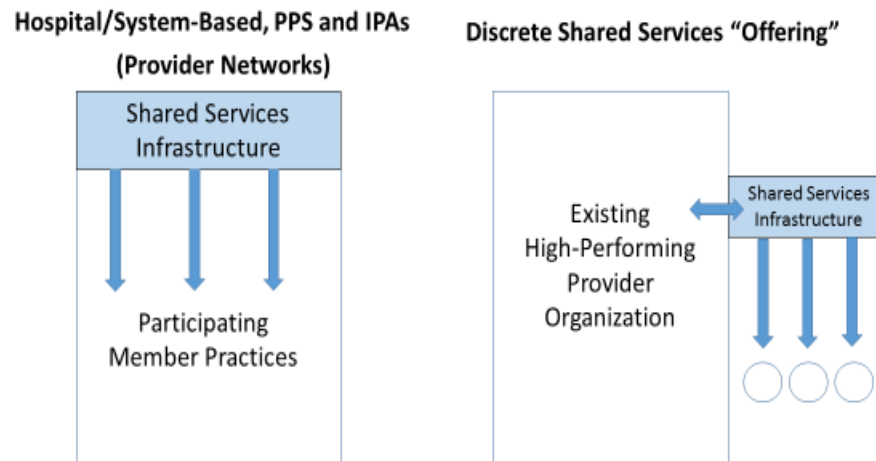 Hospital/System-Based, PPS and IPAs
(Provider Networks)
Shared Services
Infrastructure
Participating
Member Practices
Discrete Shared Services “Offering”
Existing
High-Performing
Provider
Organization
Shared Services
Infrastructure